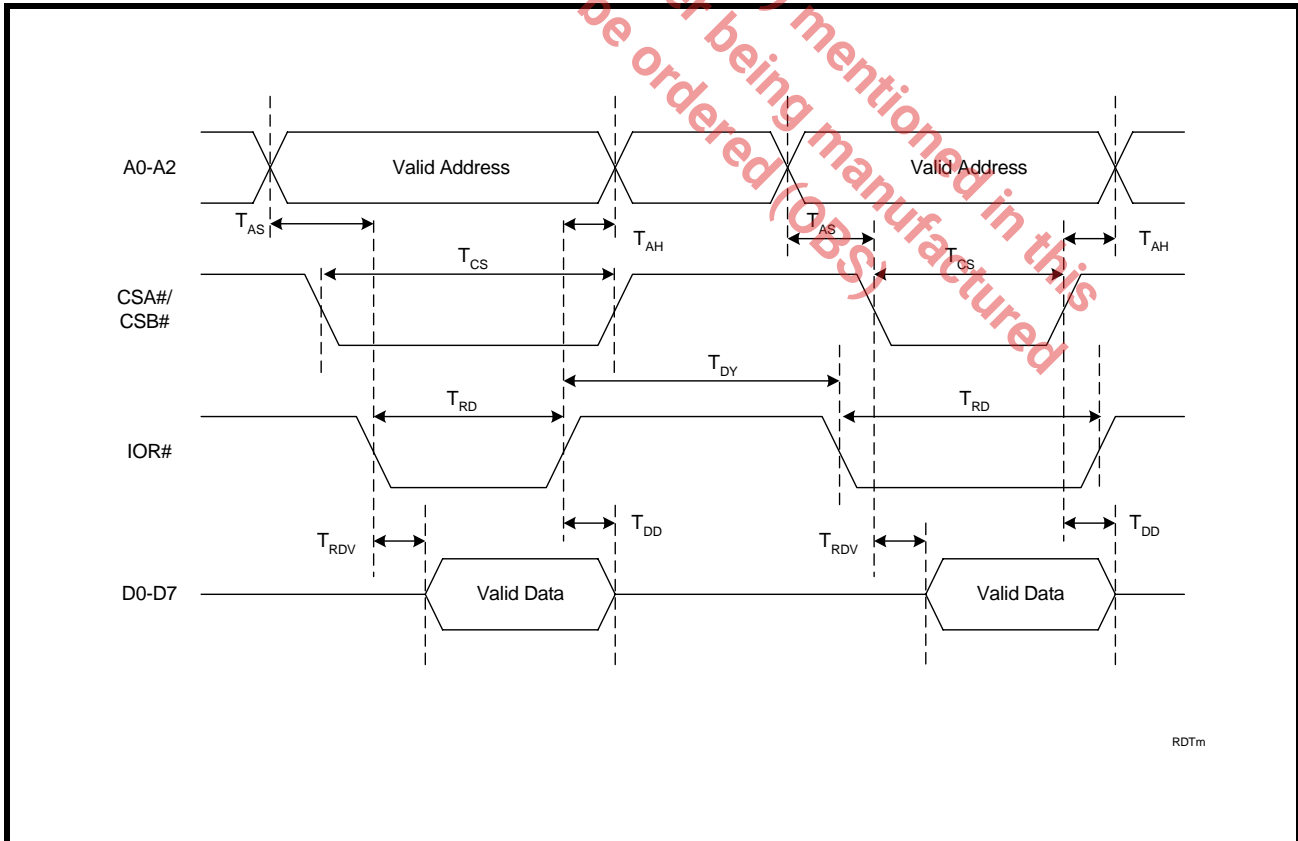 mentioned in this
er being manufactured
be ordered (OBS)
A0-A2
Valid Address
Valid Address
TAS
TAH
TAS
TAH
TCS
TCS
CSA#/
CSB#
TDY
TRD
TRD
IOR#
TRDV
TDD
TRDV
TDD
D0-D7
Valid Data
Valid Data
RDTm